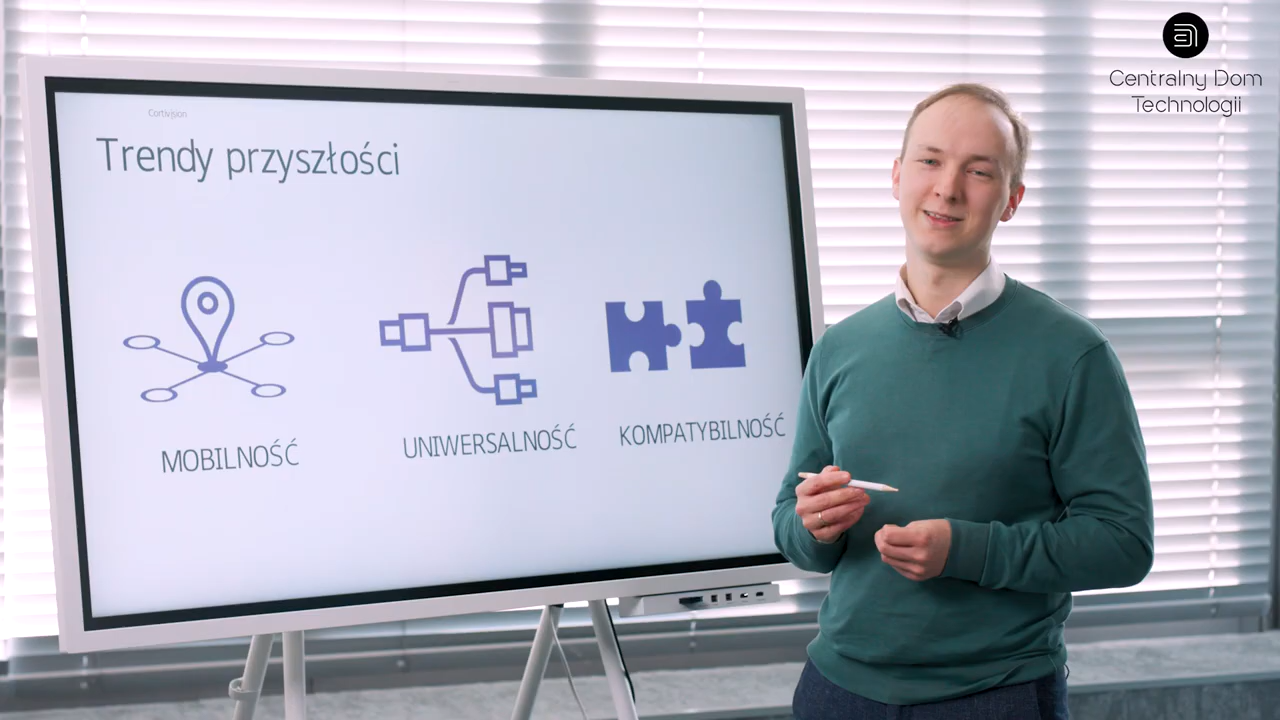 Cortivision
Trendy przyszłości
MOBILNOŚĆ
UNIWERSALNOŚĆ
KOMPATYBILNOŚĆ
Centralny Dom
Technologii